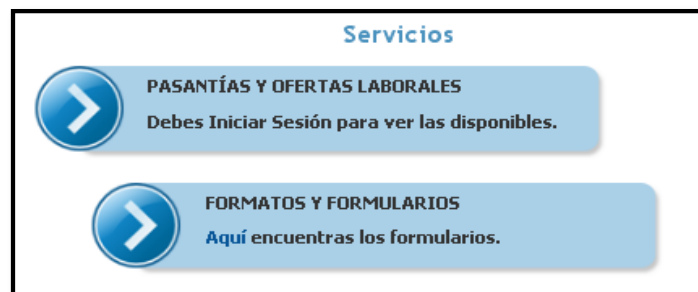 Servicios
PASANTÍAS Y OFERTAS LABORALES
Debes Iniciar Sesión para ver las disponibles.
FORMATOS Y FORMULARIOS
Aquí encuentras los formularios.